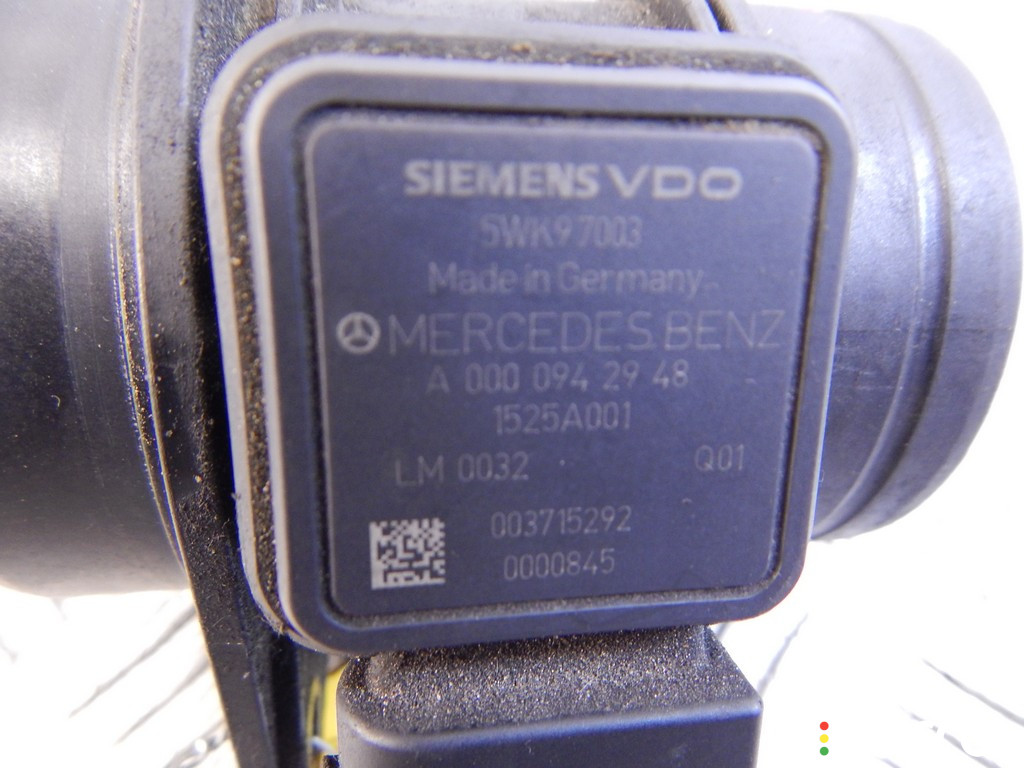 SIEMENS VDO
5WK97003
Made in Germany
MERCEDES BENZ
A 000 094 29 48
1525A001
LM 0032 Q01
003715292
0000845